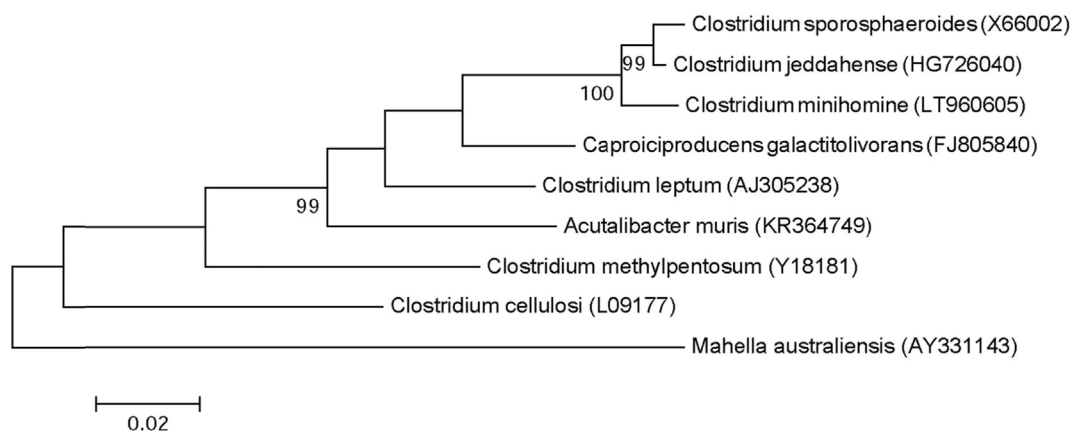 Clostridium sporosphaeroides (X66002)
99
Clostridium jeddahense (HG726040)
100
Clostridium minihomine (LT960605)
Caproiciproducens galactitolivorans (FJ805840)
Clostridium leptum (AJ305238)
99
Acutalibacter muris (KR364749)
Clostridium methylpentosum (Y18181)
Clostridium cellulosi (L09177)
Mahella australiensis (AY331143)
0.02